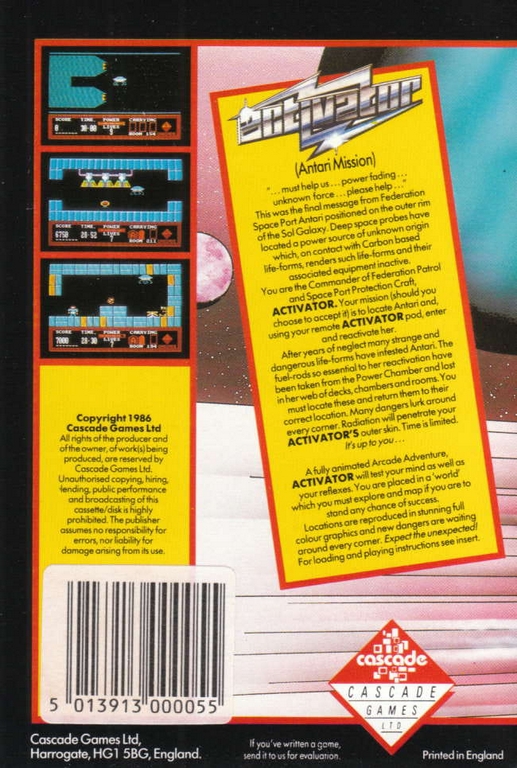 SCORE TIME. POWER CARRYING
0 30-00 LIVES
SCORE TIME. POWER CARRYING
6750 28-52 LIVES
ROOM 011
SCORE TIME. POWER CARRYING
7000 28-30 LIVES
ROOM 134
Activator
(Antari Mission)
"... must help us ... power fading ...
unknown force ... please help ..."
This was the final message from Federation
Space Port Antari positioned on the outer rim
of the Sol Galaxy. Deep space probes have
located a power source of unknown origin
which, on contact with Carbon based
life-forms, renders such life-forms and their
associated equipment inactive.
You are the Commander of Federation Patrol
and Space Port Protection Craft,
ACTIVATOR. Your mission (should you
choose to accept it) is to locate Antari and,
using your remote ACTIVATOR pod, enter
and reactivate her.
After years of neglect many strange and
dangerous life-forms have infested Antari. The
fuel-rods so essential to her reactivation have
been taken from the Power Chamber and lost
in her web of decks, chambers and rooms. You
must locate these and return them to their
correct location. Many dangers lurk around
every corner. Radiation will penetrate your
ACTIVATOR'S outer skin. Time is limited.
It's up to you ...
A fully animated Arcade Adventure,
ACTIVATOR will test your mind as well as
your reflexes. You are placed in a 'world'
which you must explore and map if you are to
stand any chance of success.
Locations are reproduced in stunning full
colour graphics and new dangers are waiting
around every corner. Expect the unexpected!
For loading and playing instructions see insert.
Copyright 1986
Cascade Games Ltd
All rights of the producer and
of the owner, of work(s) being
produced, are reserved by
Cascade Games Ltd.
Unauthorised copying, hiring,
lending, public performance
and broadcasting of this
cassette/disk is highly
prohibited. The publisher
assumes no responsibility for
errors, nor liability for
damage arising from its use.
5 013913 000055
cascade
CASCADE
GAMES
LTD
Cascade Games Ltd,
Harrogate, HG1 5BG, England.
If you've written a game,
send it to us for evaluation.
Printed in England